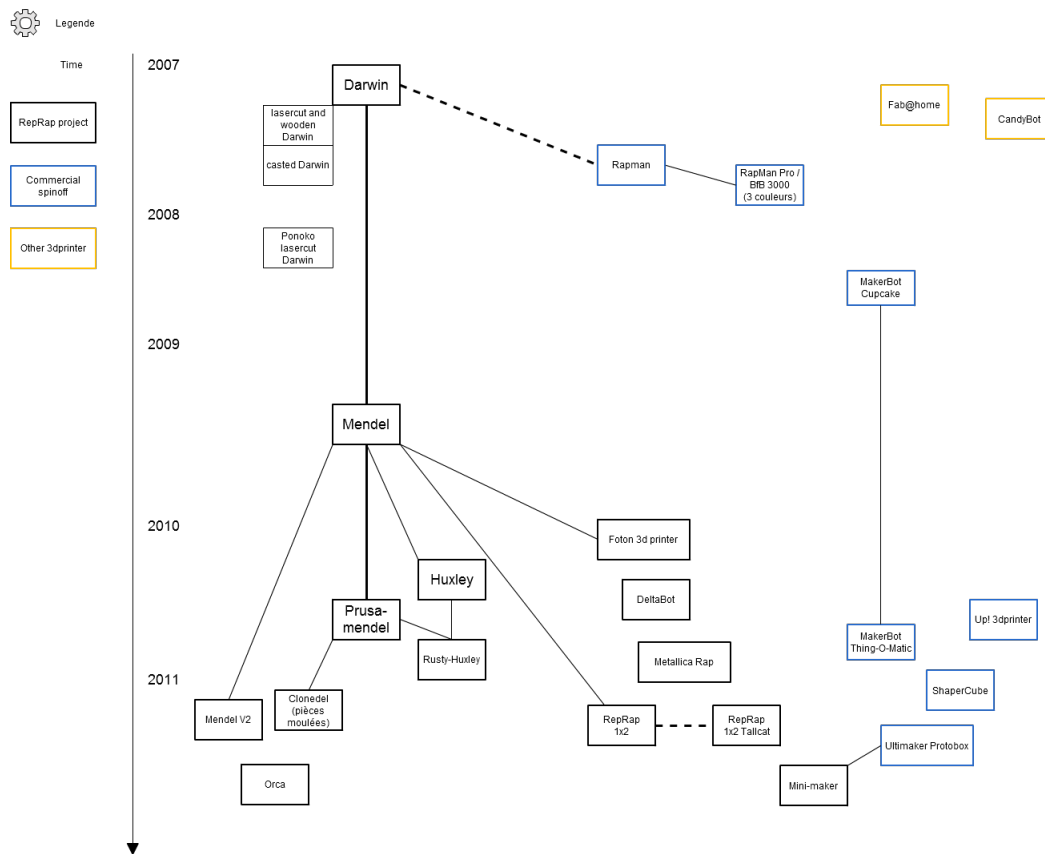 Legende
Time
2007
Darwin
Fab@home
CandyBot
RepRap project
lasercut and
wooden
Darwin
casted Darwin
Rapman
RapMan Pro /
BfB 3000
(3 couleurs)
Commercial
spinoff
2008
Other 3dprinter
Ponoko
lasercut
Darwin
MakerBot
Cupcake
2009
Mendel
2010
Foton 3d printer
Huxley
DeltaBot
Prusa-
mendel
Up! 3dprinter
MakerBot
Thing-O-Matic
Rusty-Huxley
Metallica Rap
2011
ShaperCube
Mendel V2
Clonedel
(pièces
moulées)
RepRap
1x2
RepRap
1x2 Tallcat
Ultimaker Protobox
Orca
Mini-maker